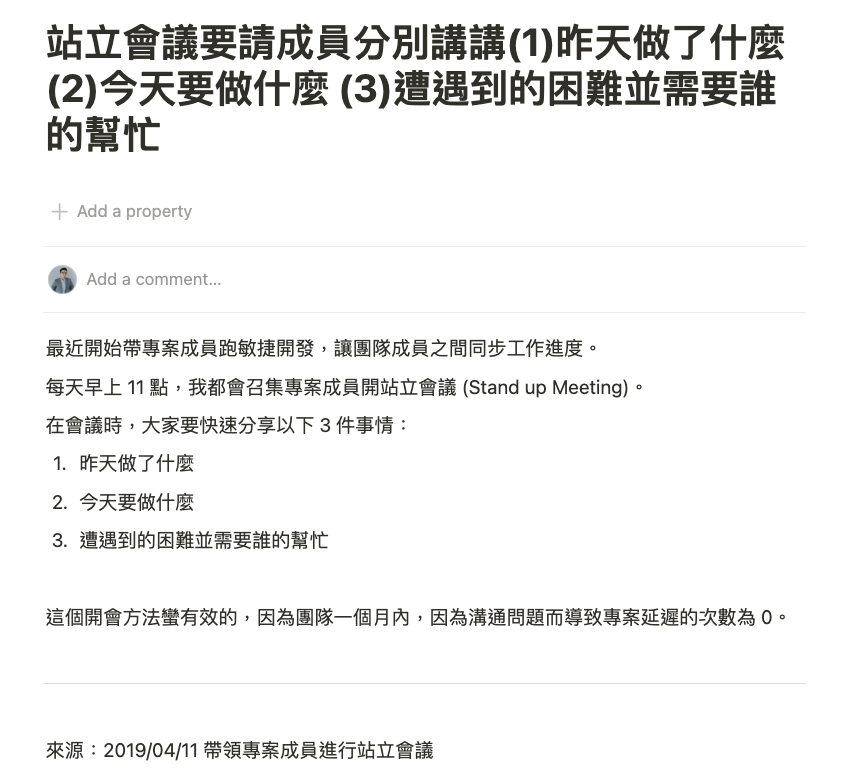 站立會議要請成員分別講講(1)昨天做了什麼
(2)今天要做什麼 (3)遭遇到的困難並需要誰
的幫忙
Add a property
Add a comment...
最近開始帶專案成員跑敏捷開發，讓團隊成員之間同步工作進度。
每天早上 11 點，我都會召集專案成員開站立會議 (Stand up Meeting)。
在會議時，大家要快速分享以下 3 件事情：
1. 昨天做了什麼
2. 今天要做什麼
3. 遭遇到的困難並需要誰的幫忙
這個開會方法蠻有效的，因為團隊一個月內，因為溝通問題而導致專案延遲的次數為 0。
來源：2019/04/11 帶領專案成員進行站立會議